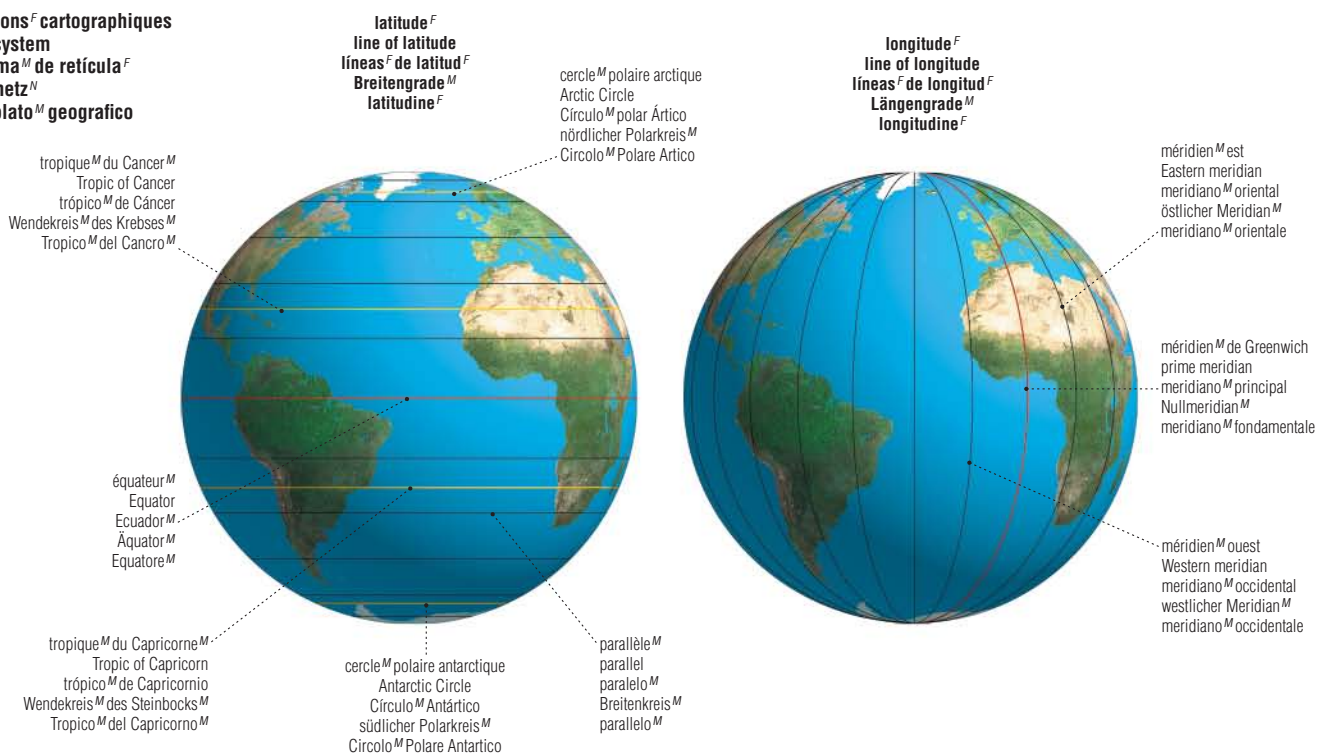 ons F cartographiques
system
ma M de retícula F
netz N
olato M geografico
latitude F
line of latitude
líneas F de latitud F
Breitengrade M
latitudine F
cercle M polaire arctique
Arctic Circle
Círculo M polar Ártico
nördlicher Polarkreis M
Circolo M Polare Artico
longitude F
line of longitude
líneas F de longitud F
Längengrade M
longitudine F
tropique M du Cancer M
Tropic of Cancer
trópico M de Cáncer
Wendekreis M des Krebses M
Tropico M del Cancro M
méridien M est
Eastern meridian
meridiano M oriental
östlicher Meridian M
meridiano M orientale
méridien M de Greenwich
prime meridian
meridiano M principal
Nullmeridian M
meridiano M fondamentale
équateur M
Equator
Ecuador M
Äquator M
Equatore M
méridien M ouest
Western meridian
meridiano M occidental
westlicher Meridian M
meridiano M occidentale
tropique M du Capricorne M
Tropic of Capricorn
trópico M de Capricornio
Wendekreis M des Steinbocks M
Tropico M del Capricorno M
cercle M polaire antarctique
Antarctic Circle
Círculo M Antártico
südlicher Polarkreis M
Circolo M Polare Antartico
parallèle M
parallel
paralelo M
Breitenkreis M
parallelo M